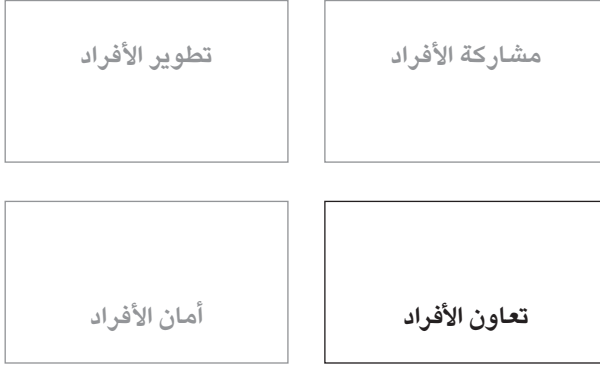 مشاركة الأفراد
تطوير الأفراد
تعاون الأفراد
أمان الأفراد